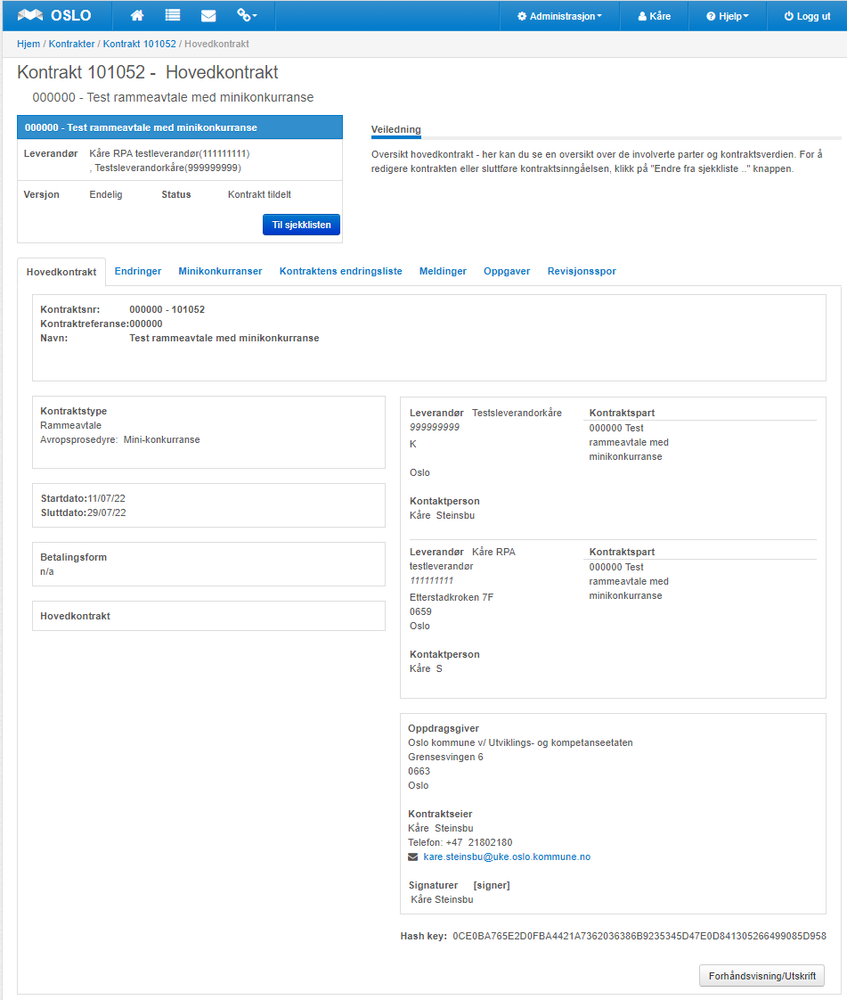 OSLO
Administrasjon
Kåre
Hjelp
Logg ut
Hjem / Kontrakter / Kontrakt 101052 / Hovedkontrakt
Kontrakt 101052 - Hovedkontrakt
000000 - Test rammeavtale med minikonkurranse
000000 - Test rammeavtale med minikonkurranse
Leverandør Kåre RPA testleverandør(111111111)
, Testsleverandorkåre(999999999)
Versjon Endelig Status Kontrakt tildelt
Til sjekklisten
Veiledning
Oversikt hovedkontrakt - her kan du se en oversikt over de involverte parter og kontraktsverdien. For å
redigere kontrakten eller sluttføre kontraktsinngåelsen, klikk på "Endre fra sjekkliste .." knappen.
Hovedkontrakt Endringer Minikonkurranser Kontraktens endringsliste Meldinger Oppgaver Revisjonsspor
Kontraktsnr: 000000 - 101052
Kontraktreferanse:000000
Navn: Test rammeavtale med minikonkurranse
Kontraktstype
Rammeavtale
Avropsprosedyre: Mini-konkurranse
Startdato:11/07/22
Sluttdato:29/07/22
Betalingsform
n/a
Hovedkontrakt
Leverandør Testsleverandorkåre
999999999
K
Oslo
Kontaktperson
Kåre Steinsbu
Kontraktspart
000000 Test
rammeavtale med
minikonkurranse
Leverandør Kåre RPA
testleverandør
111111111
Etterstadkroken 7F
0659
Oslo
Kontaktperson
Kåre S
Kontraktspart
000000 Test
rammeavtale med
minikonkurranse
Oppdragsgiver
Oslo kommune v/ Utviklings- og kompetanseetaten
Grensesvingen 6
0663
Oslo
Kontraktseier
Kåre Steinsbu
Telefon: +47 21802180
kare.steinsbu@uke.oslo.kommune.no
Signaturer [signer]
Kåre Steinsbu
Hash key: 0CE0BA765E2D0FBA4421A7362036386B9235345D47E0D841305266499085D958
Forhåndsvisning/Utskrift